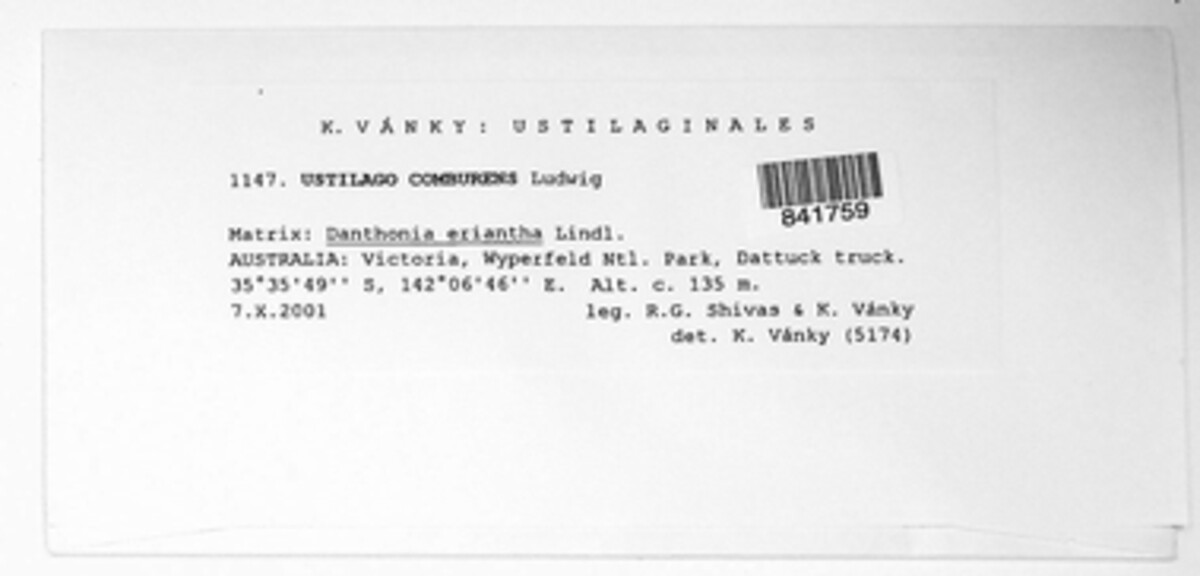 K. VÁNKY: USTILAGINALES
1147. USTILAGO COMBURENS Ludwig
841759
Matrix: Danthonia eriantha Lindl.
AUSTRALIA: Victoria, Wyperfeld Ntl. Park, Dattuck truck.
35°35'49'' S, 142°06'46'' E. Alt. c. 135 m.
7.X.2001 leg. R.G. Shivas & K. Vánky
det. K. Vánky (5174)